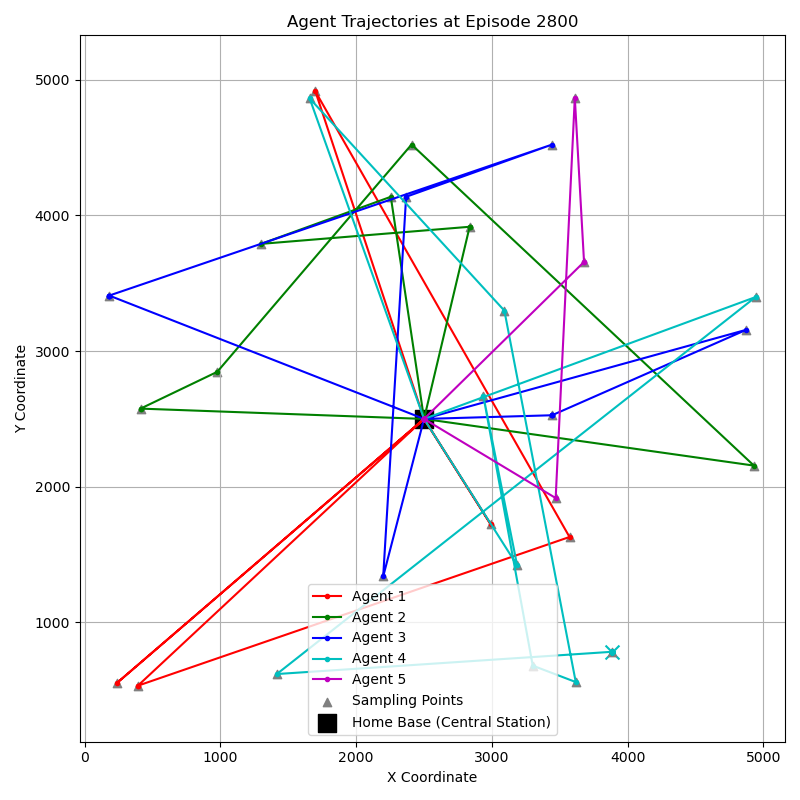 Agent Trajectories at Episode 2800
Y Coordinate
5000
4000
3000
2000
1000
Agent 1
Agent 2
Agent 3
Agent 4
Agent 5
Sampling Points
Home Base (Central Station)
0 1000 2000 3000 4000 5000
X Coordinate